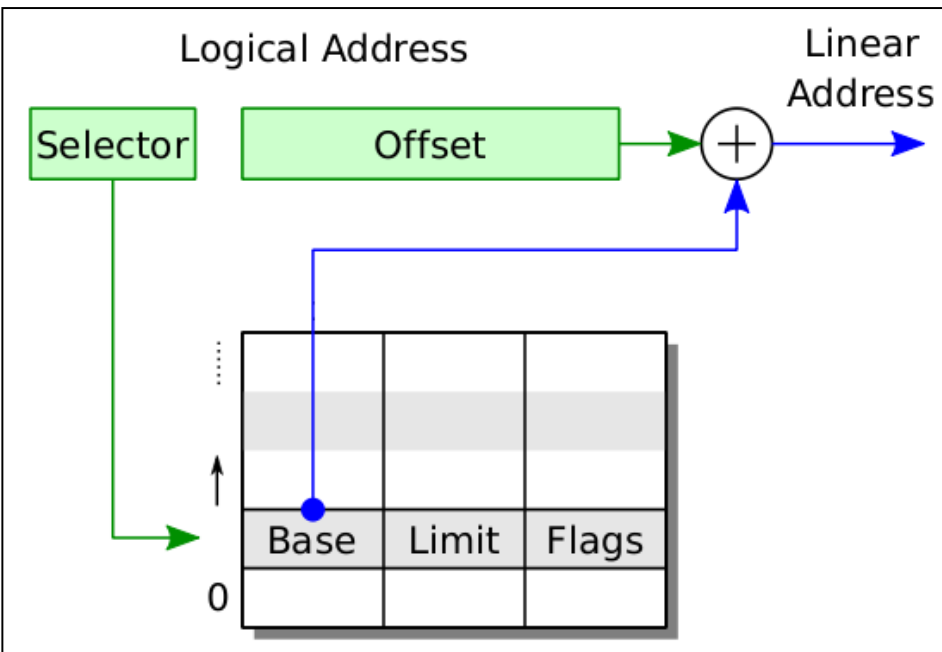 Logical Address
Linear
Address
Selector
Offset
Base
Limit
Flags
0